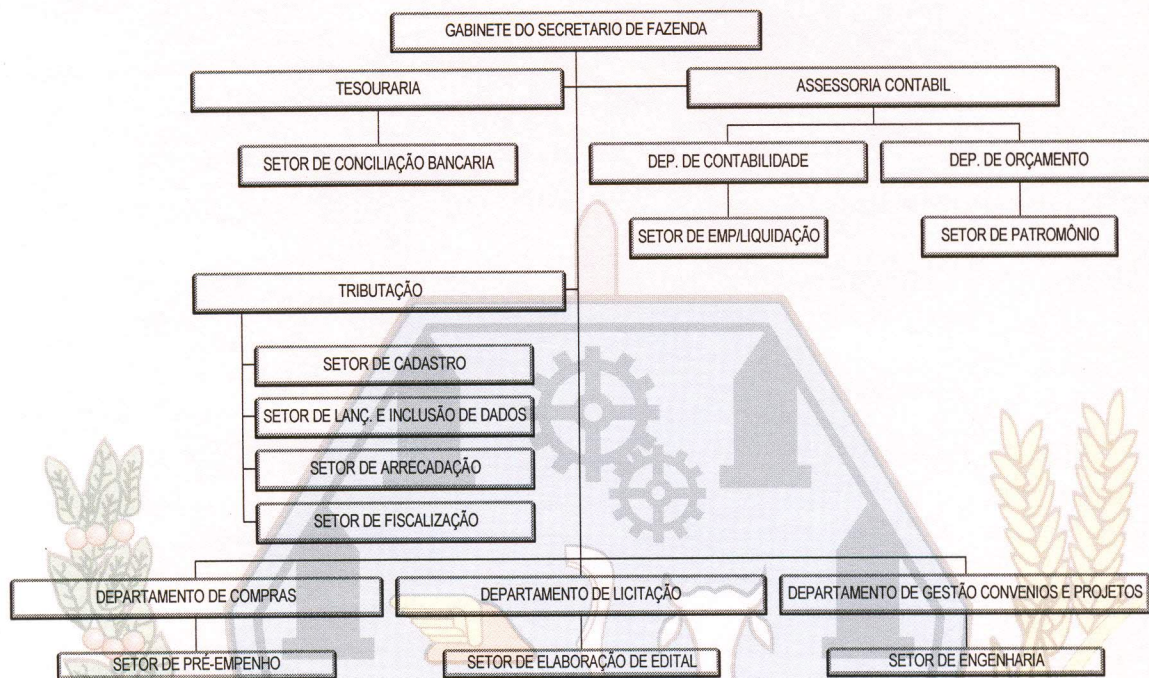 GABINETE DO SECRETARIO DE FAZENDA
TESOURARIA
ASSESSORIA CONTABIL
SETOR DE CONCILIAÇÃO BANCARIA
DEP. DE CONTABILIDADE
DEP. DE ORÇAMENTO
SETOR DE EMP/LIQUIDAÇÃO
SETOR DE PATROMÔNIO
TRIBUTAÇÃO
SETOR DE CADASTRO
SETOR DE LANÇ. E INCLUSÃO DE DADOS
SETOR DE ARRECADAÇÃO
SETOR DE FISCALIZAÇÃO
DEPARTAMENTO DE COMPRAS
DEPARTAMENTO DE LICITAÇÃO
DEPARTAMENTO DE GESTÃO CONVENIOS E PROJETOS
SETOR DE PRÉ-EMPENHO
SETOR DE ELABORAÇÃO DE EDITAL
SETOR DE ENGENHARIA